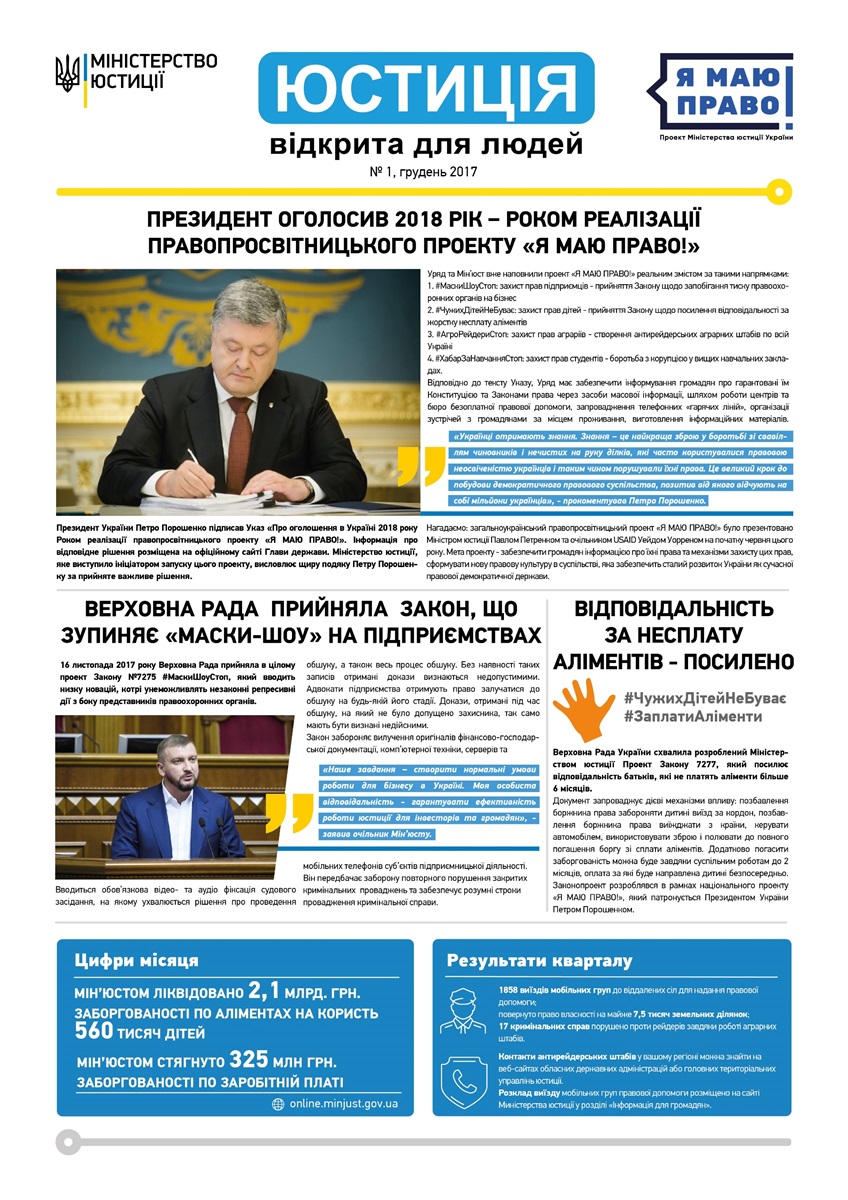 МІНІСТЕРСТВО
ЮСТИЦІЇ
ЮСТИЦІЯ
відкрита для людей
№ 1, грудень 2017
Я МАЮ
ПРАВО!
Проект Міністерства юстиції України
ПРЕЗИДЕНТ ОГОЛОСИВ 2018 РІК – РОКОМ РЕАЛІЗАЦІЇ
ПРАВОПРОСВІТНИЦЬКОГО ПРОЕКТУ «Я МАЮ ПРАВО!»
Уряд та Мін'юст вже наповнили проект «Я МАЮ ПРАВО!» реальним змістом за такими напрямками:
1. #МаскиШоуСтоп: захист прав підприємців - прийняття Закону щодо запобігання тиску правоохо-
ронних органів на бізнес
2. #ЧужихДітейНеБуває: захист прав дітей - прийняття Закону щодо посилення відповідальності за
жорстку несплату аліментів
3. #АгроРейдериСтоп: захист прав аграріїв - створення антирейдерських аграрних штабів по всій
Україні
4. #ХабарЗаНавчанняСтоп: захист прав студентів - боротьба з корупцією у вищих навчальних закла-
дах.
Відповідно до тексту Указу, Уряд має забезпечити інформування громадян про гарантовані їм
Конституцією та Законами права через засоби масової інформації, шляхом роботи центрів та
бюро безоплатної правової допомоги, запровадження телефонних «гарячих ліній», організації
зустрічей з громадянами за місцем проживання, виготовлення інформаційних матеріалів.
«Українці отримають знання. Знання – це найкраща зброя у боротьбі зі свавіл-
лям чиновників і нечистих на руку ділків, які часто користувалися правовою
неосвіченістю українців і таким чином порушували їхні права. Це великий крок до
побудови демократичного правового суспільства, позитив від якого відчують на
собі мільйони українців», - прокоментував Петро Порошенко.
Президент України Петро Порошенко підписав Указ «Про оголошення в Україні 2018 року
Роком реалізації правопросвітницького проекту «Я МАЮ ПРАВО!». Інформація про
відповідне рішення розміщена на офіційному сайті Глави держави. Міністерство юстиції,
яке виступило ініціатором запуску цього проекту, висловлює щиру подяку Петру Порошен-
ку за прийняте важливе рішення.
Нагадаємо: загальноукраїнський правопросвітницький проект «Я МАЮ ПРАВО!» було презентовано
Міністром юстиції Павлом Петренком та очільником USAID Уейдом Уорреном на початку червня цього
року. Мета проекту - забезпечити громадян інформацією про їхні права та механізми захисту цих прав,
сформувати нову правову культуру в суспільстві, яка забезпечить сталий розвиток України як сучасної
правової демократичної держави.
ВЕРХОВНА РАДА ПРИЙНЯЛА ЗАКОН, ЩО
ЗУПИНЯЄ «МАСКИ-ШОУ» НА ПІДПРИЄМСТВАХ
16 листопада 2017 року Верховна Рада прийняла в цілому
проект Закону №7275 #МаскиШоуСтоп, який вводить
низку новацій, котрі унеможливлять незаконні репресивні
дії з боку представників правоохоронних органів.
Вводиться обов'язкова відео- та аудіо фіксація судового
засідання, на якому ухвалюється рішення про проведення
обшуку, а також весь процес обшуку. Без наявності таких
записів отримані докази визнаються недопустимими.
Адвокати підприємства отримують право залучатися до
обшуку на будь-якій його стадії. Докази, отримані під час
обшуку, на який не було допущено захисника, так само
мають бути визнані недійсними.
Закон забороняє вилучення оригіналів фінансово-господар-
ської документації, комп'ютерної техніки, серверів та
«Наше завдання – створити нормальні умови
роботи для бізнесу в Україні. Моя особиста
відповідальність - гарантувати ефективність
роботи юстиції для інвесторів та громадян», -
заявив очільник Мін'юсту.
мобільних телефонів суб'єктів підприємницької діяльності.
Він передбачає заборону повторного порушення закритих
кримінальних проваджень та забезпечує розумні строки
провадження кримінальної справи.
ВІДПОВІДАЛЬНІСТЬ
ЗА НЕСПЛАТУ
АЛІМЕНТІВ - ПОСИЛЕНО
#ЧужихДітейНеБуває
#ЗаплатиАліменти
Верховна Рада України схвалила розроблений Міністер-
ством юстиції Проект Закону 7277, який посилює
відповідальність батьків, які не платять аліменти більше
6 місяців.
Документ запроваджує дієві механізми впливу: позбавлення
боржника права забороняти дитині виїзд за кордон, позбав-
лення боржника права виїжджати з країни, керувати
автомобілем, використовувати зброю і полювати до повного
погашення боргу зі сплати аліментів. Додатково погасити
заборгованість можна буде завдяки суспільним роботам до 2
місяців, оплата за які буде направлена дитині безпосередньо.
Законопроект розроблявся в рамках національного проекту
«Я МАЮ ПРАВО!», який патронується Президентом України
Петром Порошенком.
Цифри місяця
МІН'ЮСТОМ ЛІКВІДОВАНО 2,1 МЛРД. ГРН.
ЗАБОРГОВАНОСТІ ПО АЛІМЕНТАХ НА КОРИСТЬ
560 ТИСЯЧ ДІТЕЙ
МІН'ЮСТОМ СТЯГНУТО 325 МЛН ГРН.
ЗАБОРГОВАНОСТІ ПО ЗАРОБІТНІЙ ПЛАТІ
online.minjust.gov.ua
Результати кварталу
1858 виїздів мобільних груп до віддалених сіл для надання правової
допомоги;
повернуто право власності на майже 7,5 тисяч земельних ділянок;
17 кримінальних справ порушено проти рейдерів завдяки роботі аграрних
штабів.
Контакти антирейдерських штабів у вашому регіоні можна знайти на
веб-сайтах обласних державних адміністрацій або головних територіальних
управлінь юстиції.
Розклад виїзду мобільних груп правової допомоги розміщено на сайті
Міністерства юстиції у розділі «Інформація для громадян».